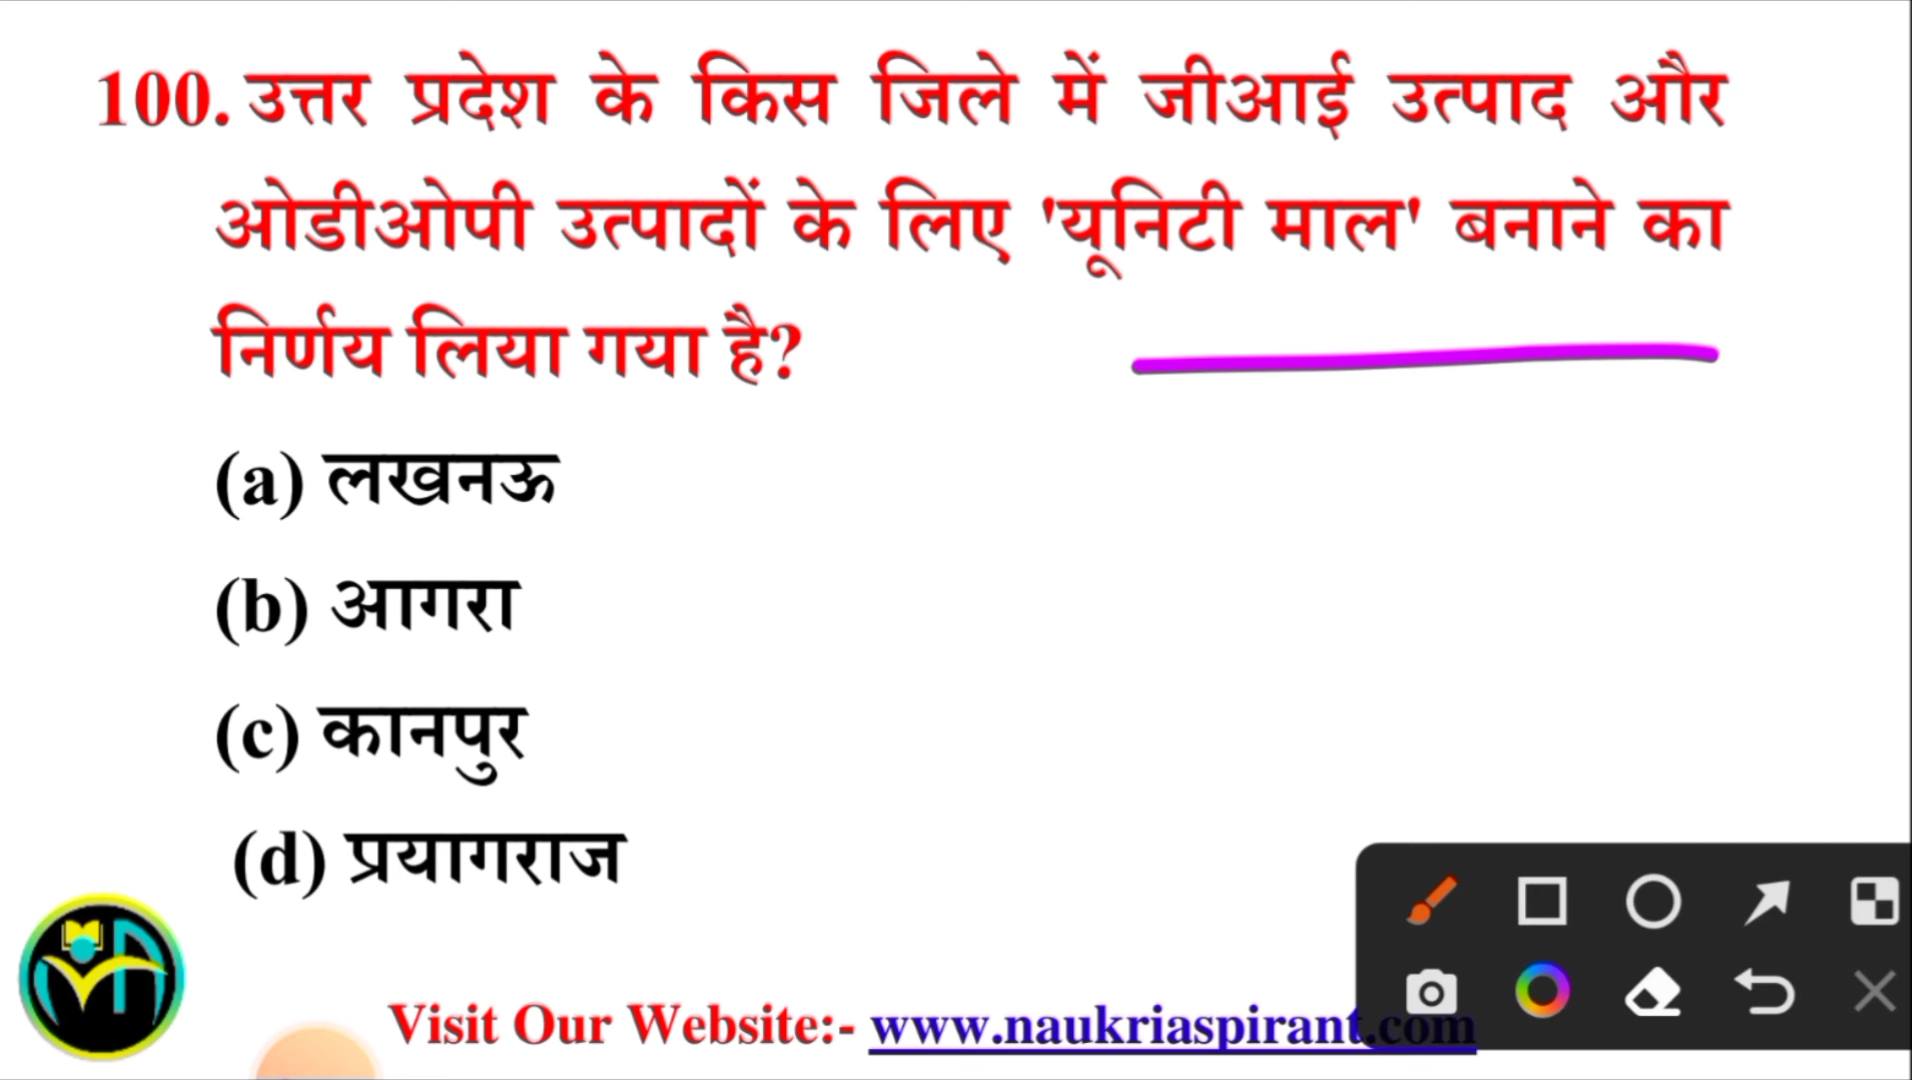 100. उत्तर प्रदेश के किस जिले में जीआई उत्पाद और
ओडीओपी उत्पादों के लिए 'यूनिटी माल' बनाने का
निर्णय लिया गया है?
(a) लखनऊ
(b) आगरा
(c) कानपुर
(d) प्रयागराज
Visit Our Website:- www.naukriaspirant.com